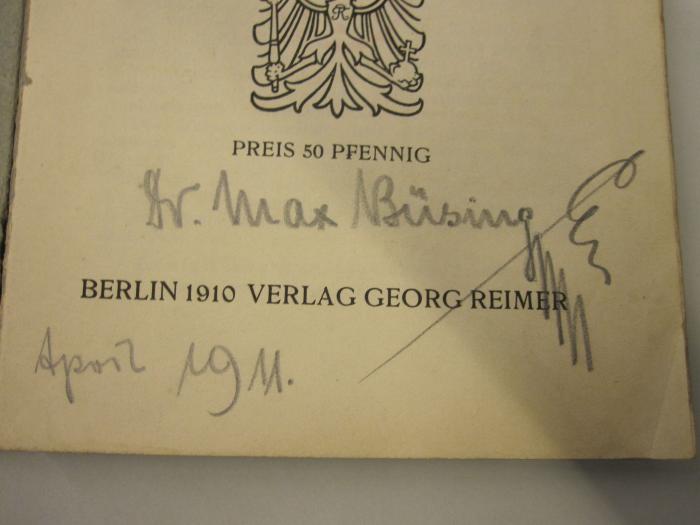 PREIS 50 PFENNIG
Dr. Max Büsing
BERLIN 1910 VERLAG GEORG REIMER
April 1911.